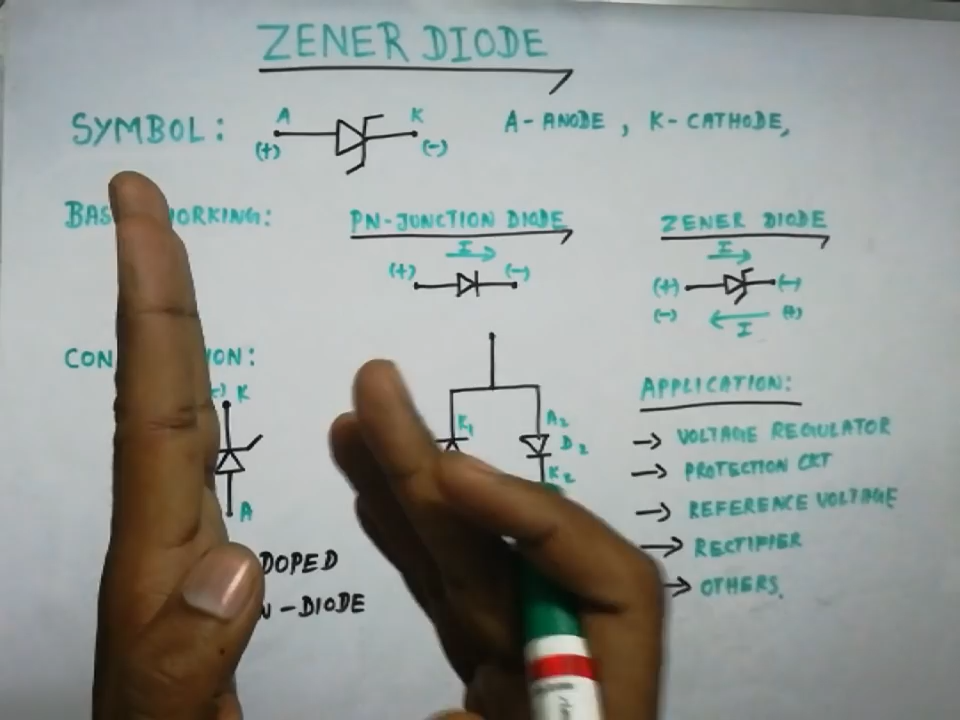 ZENER DIODE
SYMBOL: A K A-ANODE, K-CATHODE,
(+) (-)
WORKING: PN-JUNCTION DIODE ZENER DIODE
I I
(+) (-) (+) (-)
(-) I (+)
APPLICATION:
K K1 A2 → VOLTAGE REGULATOR
D2 → PROTECTION CKT
K2
A → REFERENCE VOLTAGE
DOPED → RECTIFIER
N-DIODE → OTHERS.